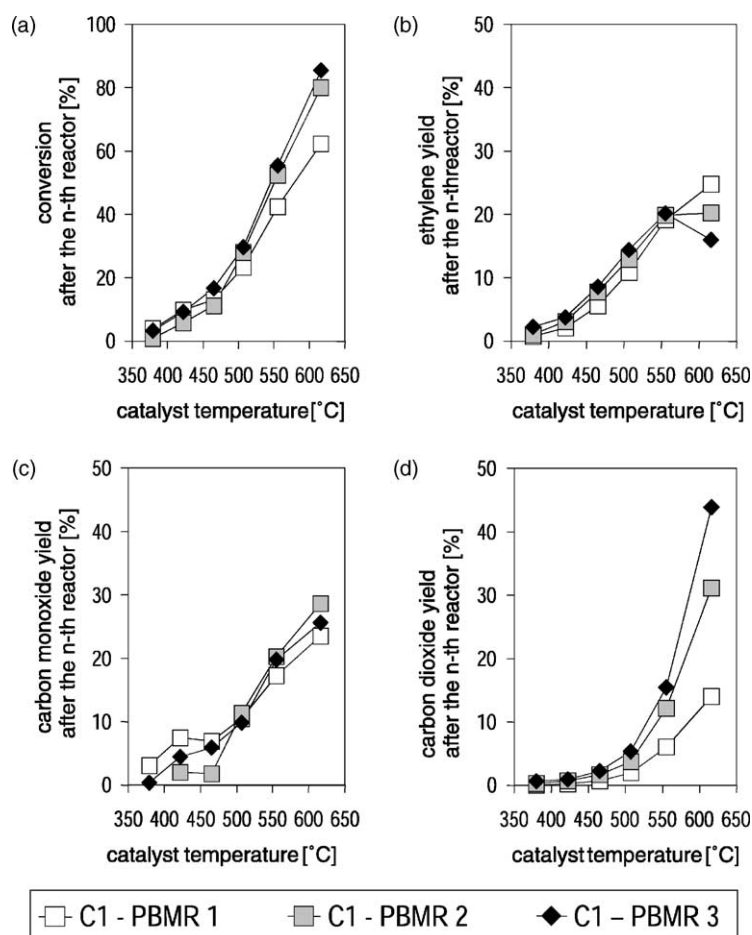 (a)
conversion
after the n-th reactor [%]
100
80
60
40
20
0
350 400 450 500 550 600 650
catalyst temperature [°C]
(b)
ethylene yield
after the n-threactor [%]
50
40
30
20
10
0
350 400 450 500 550 600 650
catalyst temperature [°C]
(c)
carbon monoxide yield
after the n-th reactor [%]
50
40
30
20
10
0
350 400 450 500 550 600 650
catalyst temperature [°C]
(d)
carbon dioxide yield
after the n-th reactor [%]
50
40
30
20
10
0
350 400 450 500 550 600 650
catalyst temperature [°C]
C1 - PBMR 1 C1 - PBMR 2 C1 – PBMR 3